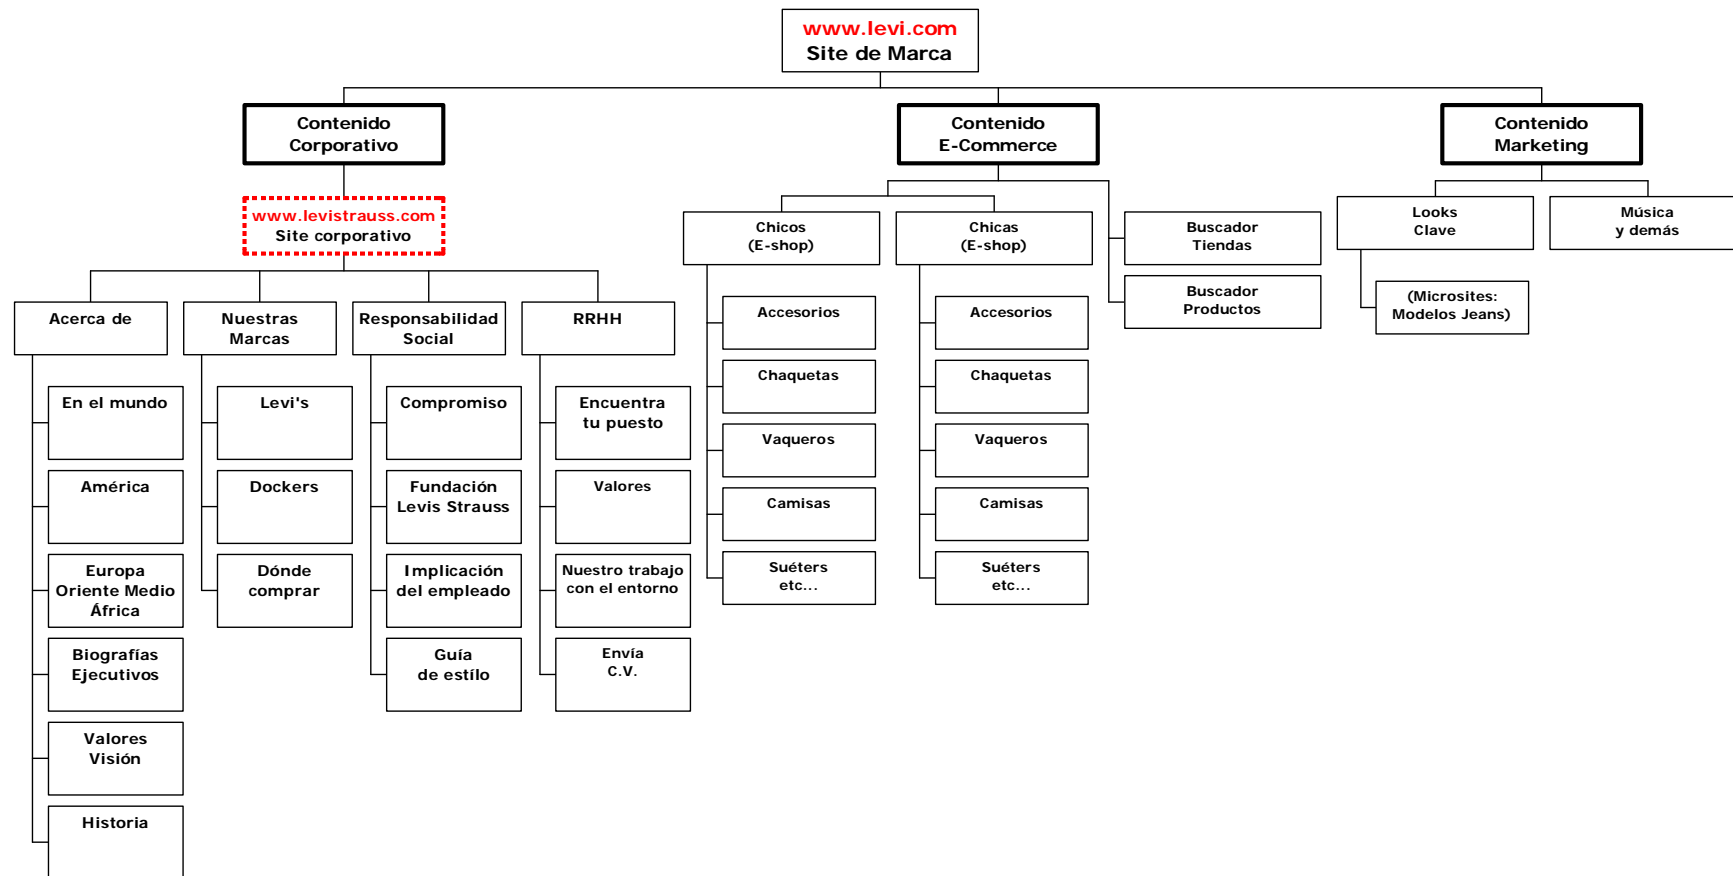 www.levi.com
Site de Marca
Contenido
Corporativo
Contenido
E-Commerce
Contenido
Marketing
www.levistrauss.com
Site corporativo
Chicos
(E-shop)
Chicas
(E-shop)
Buscador
Tiendas
Buscador
Productos
Looks
Clave
Música
y demás
(Microsites:
Modelos Jeans)
Acerca de
Nuestras
Marcas
Responsabilidad
Social
RRHH
En el mundo
América
Europa
Oriente Medio
África
Biografías
Ejecutivos
Valores
Visión
Historia
Levi's
Dockers
Dónde
comprar
Compromiso
Fundación
Levis Strauss
Implicación
del empleado
Guía
de estílo
Encuentra
tu puesto
Valores
Nuestro trabajo
con el entorno
Envía
C.V.
Accesorios
Chaquetas
Vaqueros
Camisas
Suéters
etc...
Accesorios
Chaquetas
Vaqueros
Camisas
Suéters
etc...